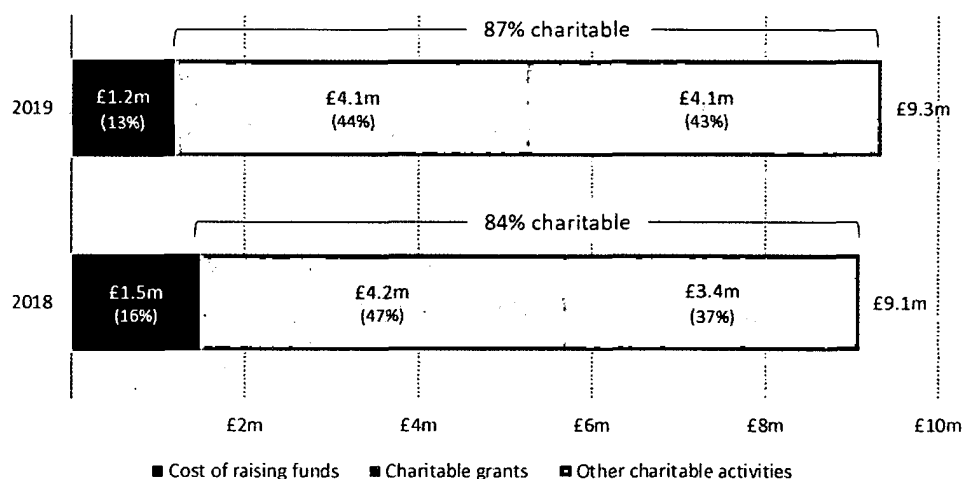 87% charitable
2019
£1.2m
(13%)
£4.1m
(44%)
£4.1m
(43%)
£9.3m
84% charitable
2018
£1.5m
(16%)
£4.2m
(47%)
£3.4m
(37%)
£9.1m
£2m
£4m
£6m
£8m
£10m
Cost of raising funds
Charitable grants
Other charitable activities